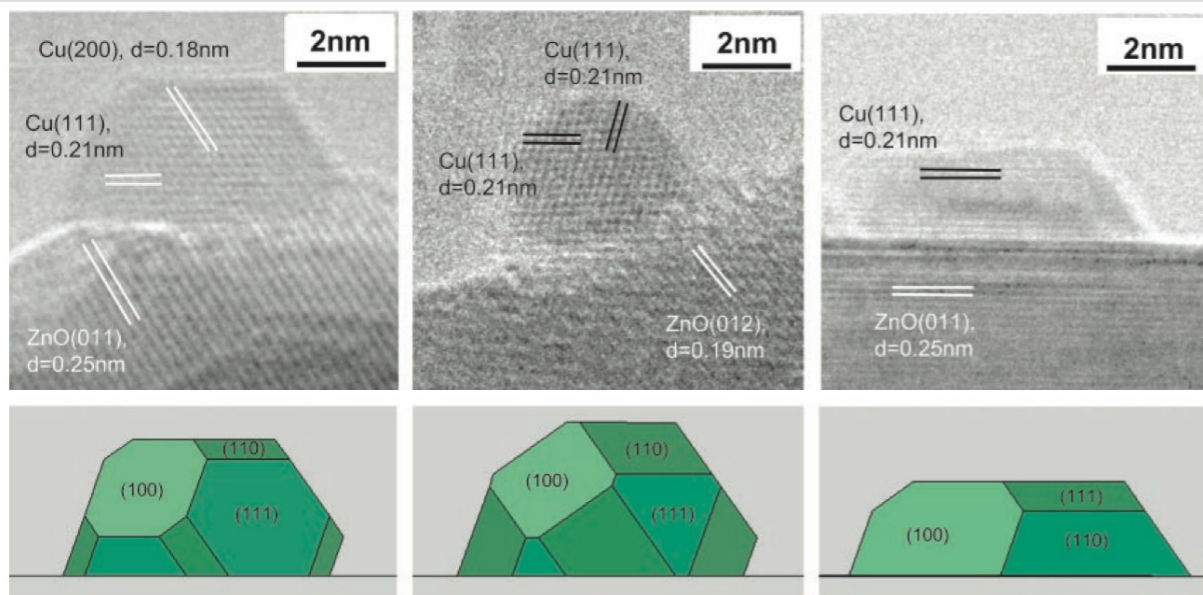 Cu(200), d=0.18nm
2nm
Cu(111),
d=0.21nm
ZnO(011),
d=0.25nm
2nm
Cu(111),
d=0.21nm
Cu(111),
d=0.21nm
ZnO(012),
d=0.19nm
2nm
Cu(111),
d=0.21nm
ZnO(011),
d=0.25nm
(110)
(100)
(111)
(110)
(100)
(111)
(111)
(100)
(110)